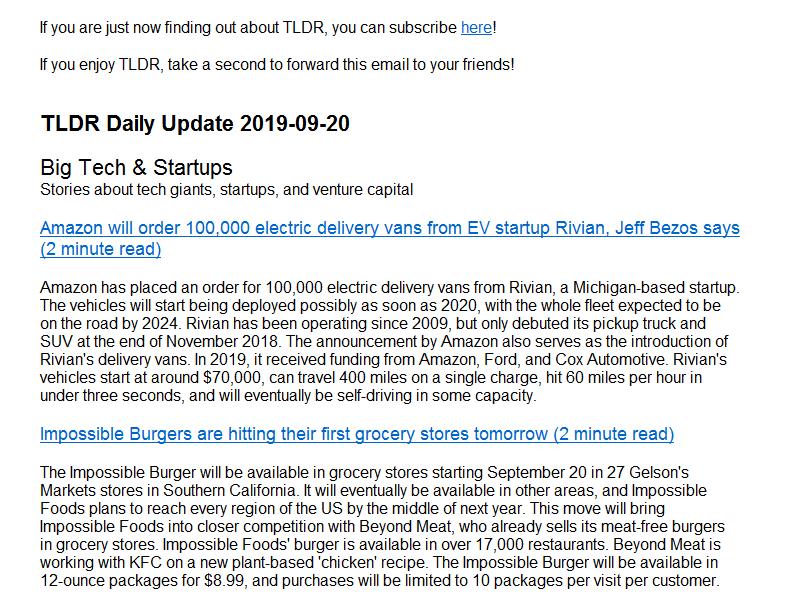 If you are just now finding out about TLDR, you can subscribe here!
If you enjoy TLDR, take a second to forward this email to your friends!
TLDR Daily Update 2019-09-20
Big Tech & Startups
Stories about tech giants, startups, and venture capital
Amazon will order 100,000 electric delivery vans from EV startup Rivian, Jeff Bezos says
(2 minute read)
Amazon has placed an order for 100,000 electric delivery vans from Rivian, a Michigan-based startup.
The vehicles will start being deployed possibly as soon as 2020, with the whole fleet expected to be
on the road by 2024. Rivian has been operating since 2009, but only debuted its pickup truck and
SUV at the end of November 2018. The announcement by Amazon also serves as the introduction of
Rivian's delivery vans. In 2019, it received funding from Amazon, Ford, and Cox Automotive. Rivian's
vehicles start at around $70,000, can travel 400 miles on a single charge, hit 60 miles per hour in
under three seconds, and will eventually be self-driving in some capacity.
Impossible Burgers are hitting their first grocery stores tomorrow (2 minute read)
The Impossible Burger will be available in grocery stores starting September 20 in 27 Gelson's
Markets stores in Southern California. It will eventually be available in other areas, and Impossible
Foods plans to reach every region of the US by the middle of next year. This move will bring
Impossible Foods into closer competition with Beyond Meat, who already sells its meat-free burgers
in grocery stores. Impossible Foods' burger is available in over 17,000 restaurants. Beyond Meat is
working with KFC on a new plant-based 'chicken' recipe. The Impossible Burger will be available in
12-ounce packages for $8.99, and purchases will be limited to 10 packages per visit per customer.